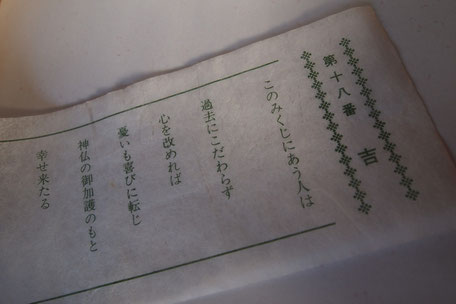 第十八番 吉
このみくじにあう人は
過去にこだわらず
心を改めれば
憂いも喜びに転じ
神仏の御加護のもと
幸せ来たる